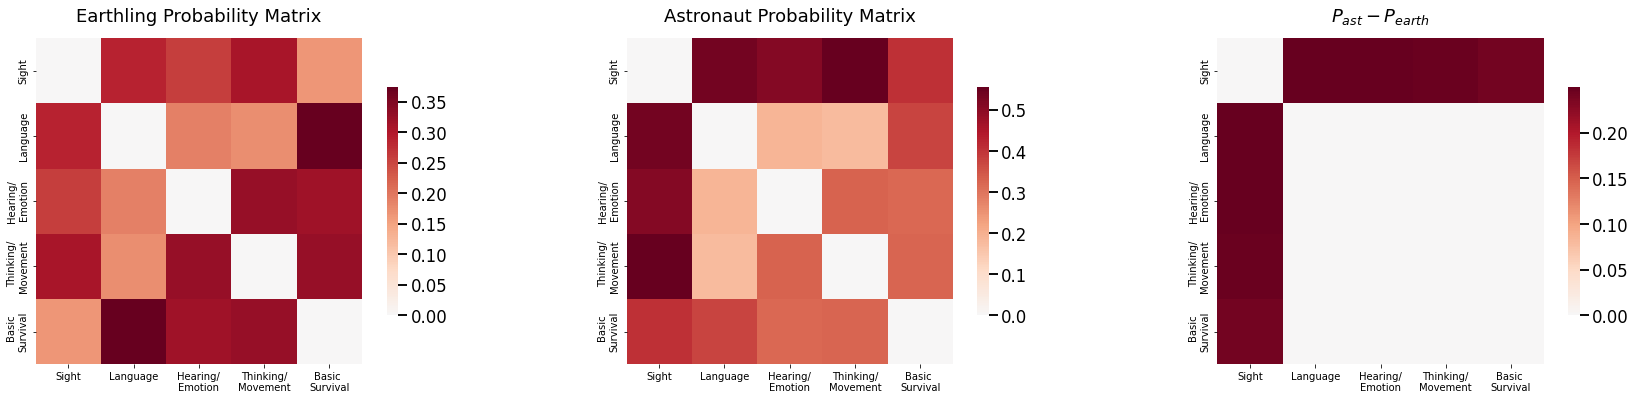 Earthling Probability Matrix
Sight
Language
Hearing/
Emotion
Thinking/
Movement
Basic
Survival
Sight
Language
Hearing/
Emotion
Thinking/
Movement
Basic
Survival
0.35
0.30
0.25
0.20
0.15
0.10
0.05
0.00
Astronaut Probability Matrix
Sight
Language
Hearing/
Emotion
Thinking/
Movement
Basic
Survival
Sight
Language
Hearing/
Emotion
Thinking/
Movement
Basic
Survival
0.5
0.4
0.3
0.2
0.1
0.0
P_ast − P_earth
Sight
Language
Hearing/
Emotion
Thinking/
Movement
Basic
Survival
Sight
Language
Hearing/
Emotion
Thinking/
Movement
Basic
Survival
0.20
0.15
0.10
0.05
0.00